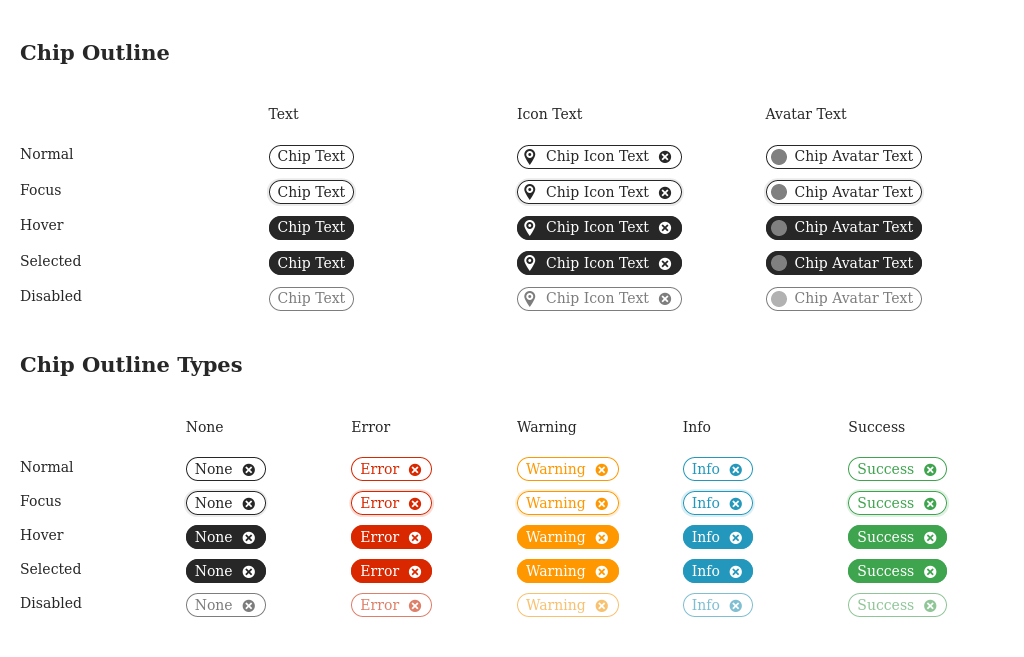 Chip Outline
Text Icon Text Avatar Text
Normal Chip Text Chip Icon Text Chip Avatar Text
Focus Chip Text Chip Icon Text Chip Avatar Text
Hover Chip Text Chip Icon Text Chip Avatar Text
Selected Chip Text Chip Icon Text Chip Avatar Text
Disabled Chip Text Chip Icon Text Chip Avatar Text
Chip Outline Types
None Error Warning Info Success
Normal None Error Warning Info Success
Focus None Error Warning Info Success
Hover None Error Warning Info Success
Selected None Error Warning Info Success
Disabled None Error Warning Info Success